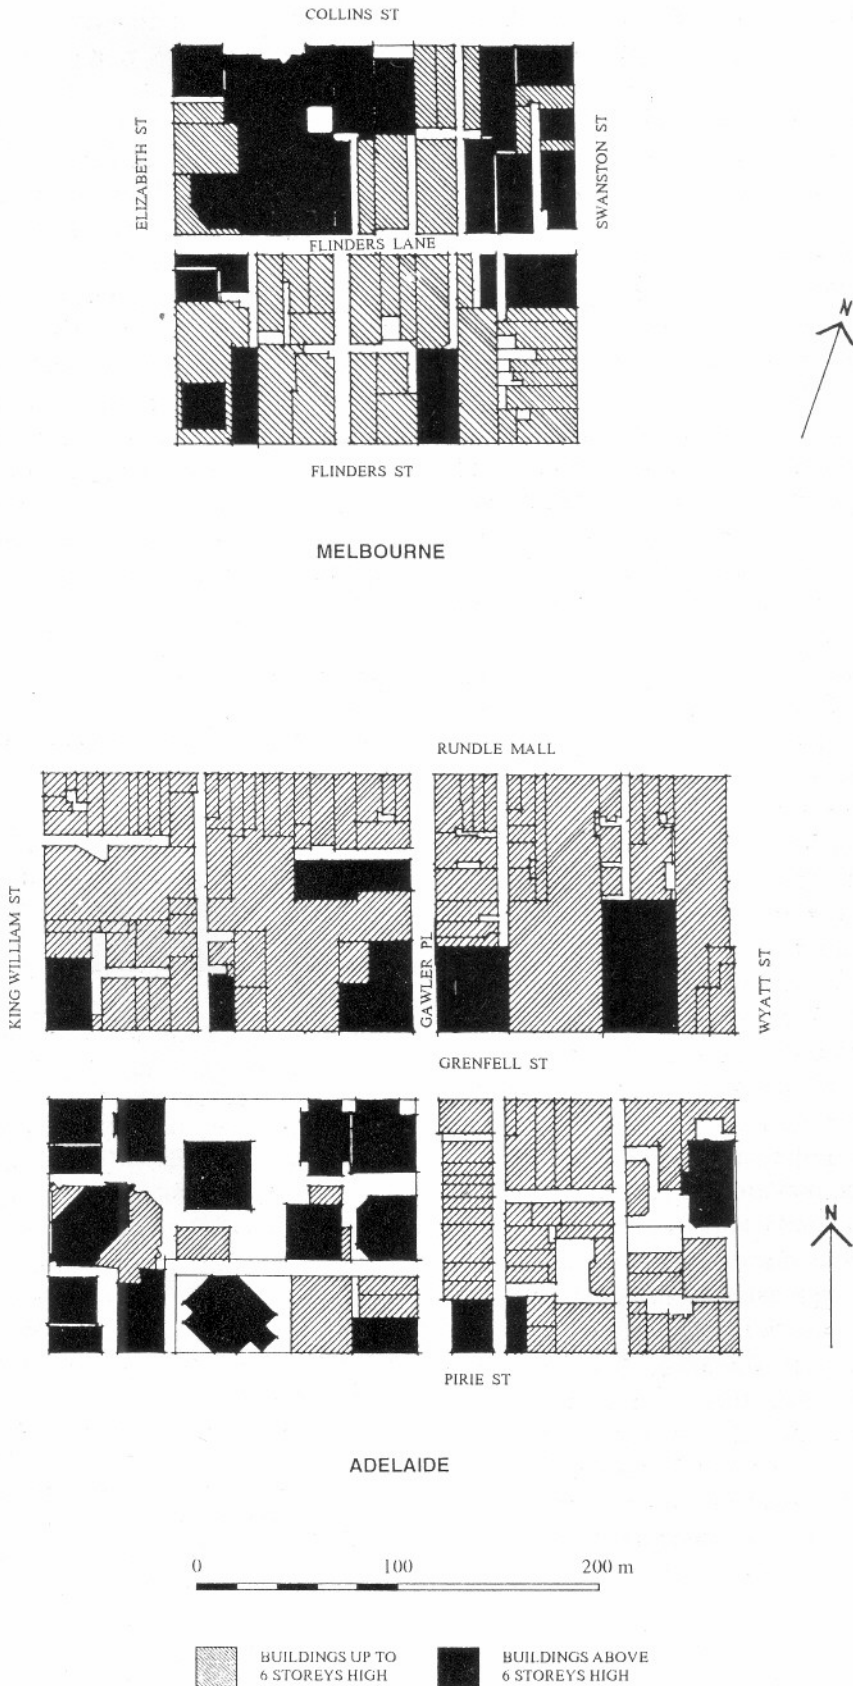 COLLINS ST
ELIZABETH ST
SWANSTON ST
FLINDERS LANE
N
FLINDERS ST
MELBOURNE
RUNDLE MALL
KING WILLIAM ST
GAWLER PL
WYATT ST
GRENFELL ST
N
PIRIE ST
ADELAIDE
0 100 200 m
BUILDINGS UP TO
6 STOREYS HIGH
BUILDINGS ABOVE
6 STOREYS HIGH